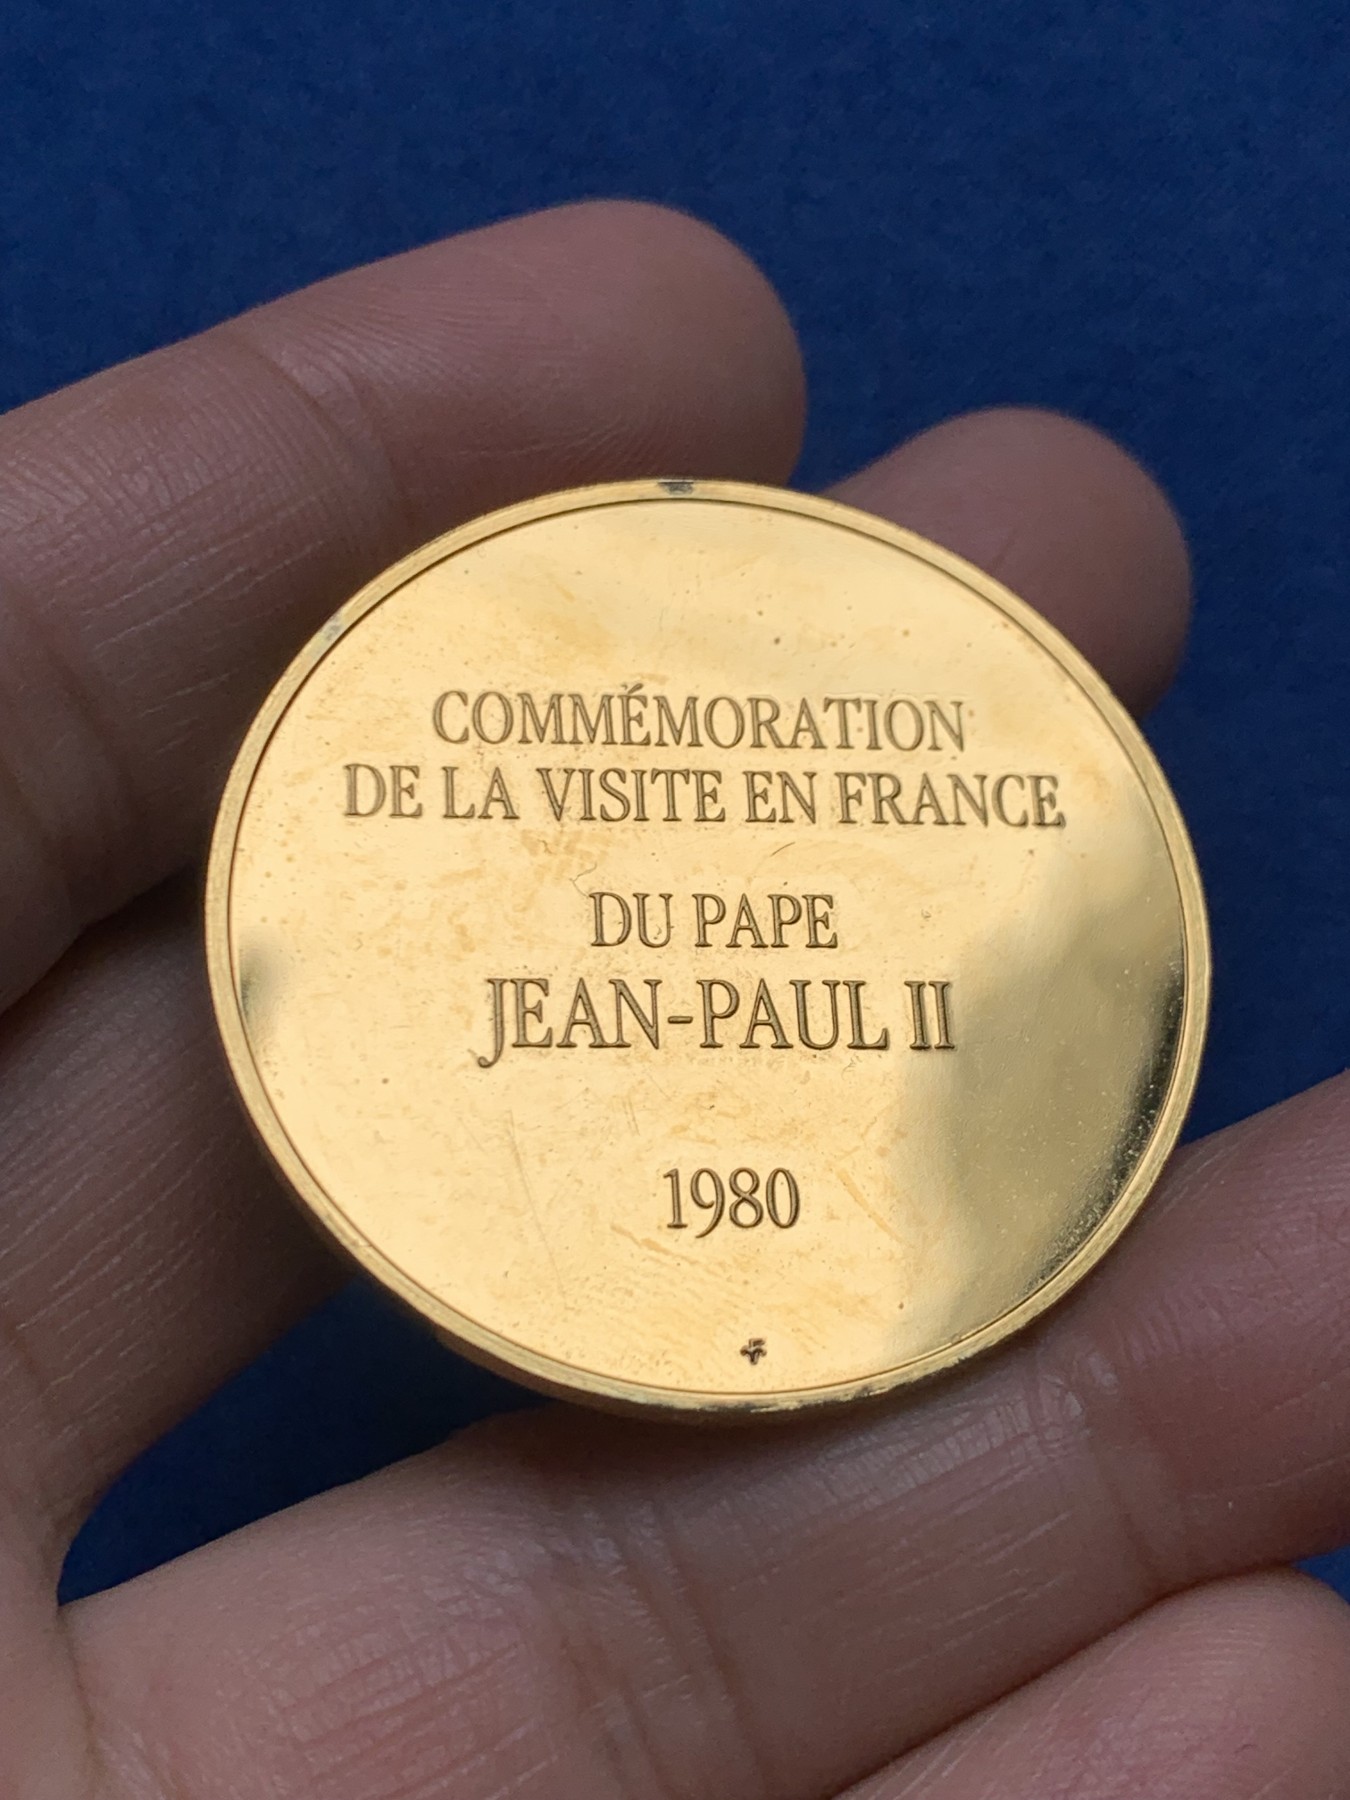 COMMÉMORATION
DE LA VISITE EN FRANCE
DU PAPE
JEAN-PAUL II
1980